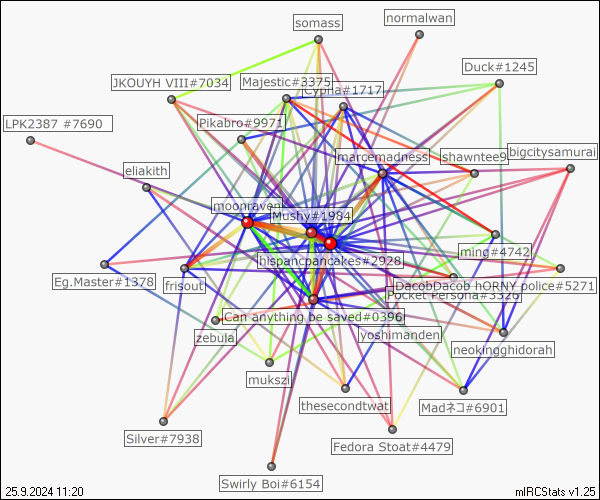 somass
normalwan
Duck#1245
JKOUYH VIII#7034
Majestic#3375
Cypha#1717
Pikabro#9971
LPK2387 #7690
marcemadness
shawntee9
bigcitysamurai
eliakith
moonraven
Mushy#1984
ming#4742
hispancpancakes#2928
Eg.Master#1378
frisout
DacobDacob
hORNY police#5271
Pocket Persona#3326
Can anything be saved#0396
zebula
yoshimanden
neokingghidorah
mukszi
thesecondtwat
Madネコ#6901
Silver#7938
Fedora Stoat#4479
Swirly Boi#6154
25.9.2024 11:20
mIRCStats v1.25